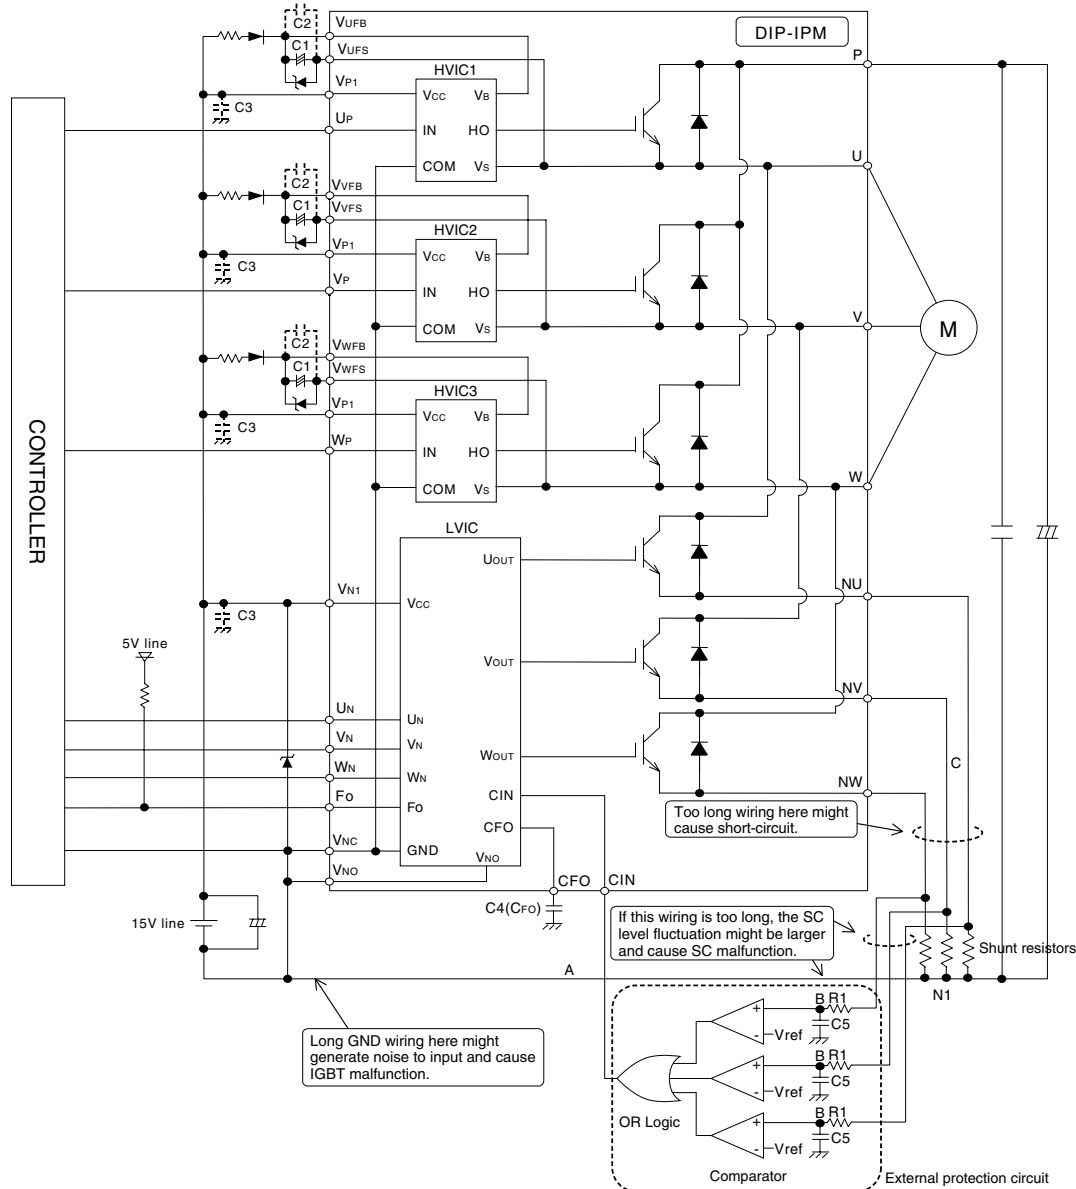 C2
VUFB
DIP-IPM
C1
VUFS
P
HVIC1
VP1
VCC
VB
C3
UP
IN
HO
U
COM
VS
C2
VVFB
C1
VVFS
HVIC2
VP1
VCC
VB
C3
VP
IN
HO
V
COM
VS
M
C2
VWFB
C1
VWFS
HVIC3
VP1
VCC
VB
C3
WP
IN
HO
W
COM
VS
CONTROLLER
LVIC
UOUT
NU
VN1
VCC
C3
5V line
VOUT
NV
UN
UN
VN
VN
C
WOUT
WN
WN
NW
CIN
FO
Fo
Too long wiring here might
cause short-circuit.
CFO
VNC
GND
VNO
VNO
CFO
CIN
C4(CFO)
15V line
If this wiring is too long, the SC
level fluctuation might be larger
and cause SC malfunction.
Shunt resistors
A
N1
Long GND wiring here might
generate noise to input and cause
IGBT malfunction.
+
B
R1
-
Vref
C5
+
B
R1
-
Vref
C5
OR Logic
+
B
R1
-
Vref
C5
Comparator
External protection circuit